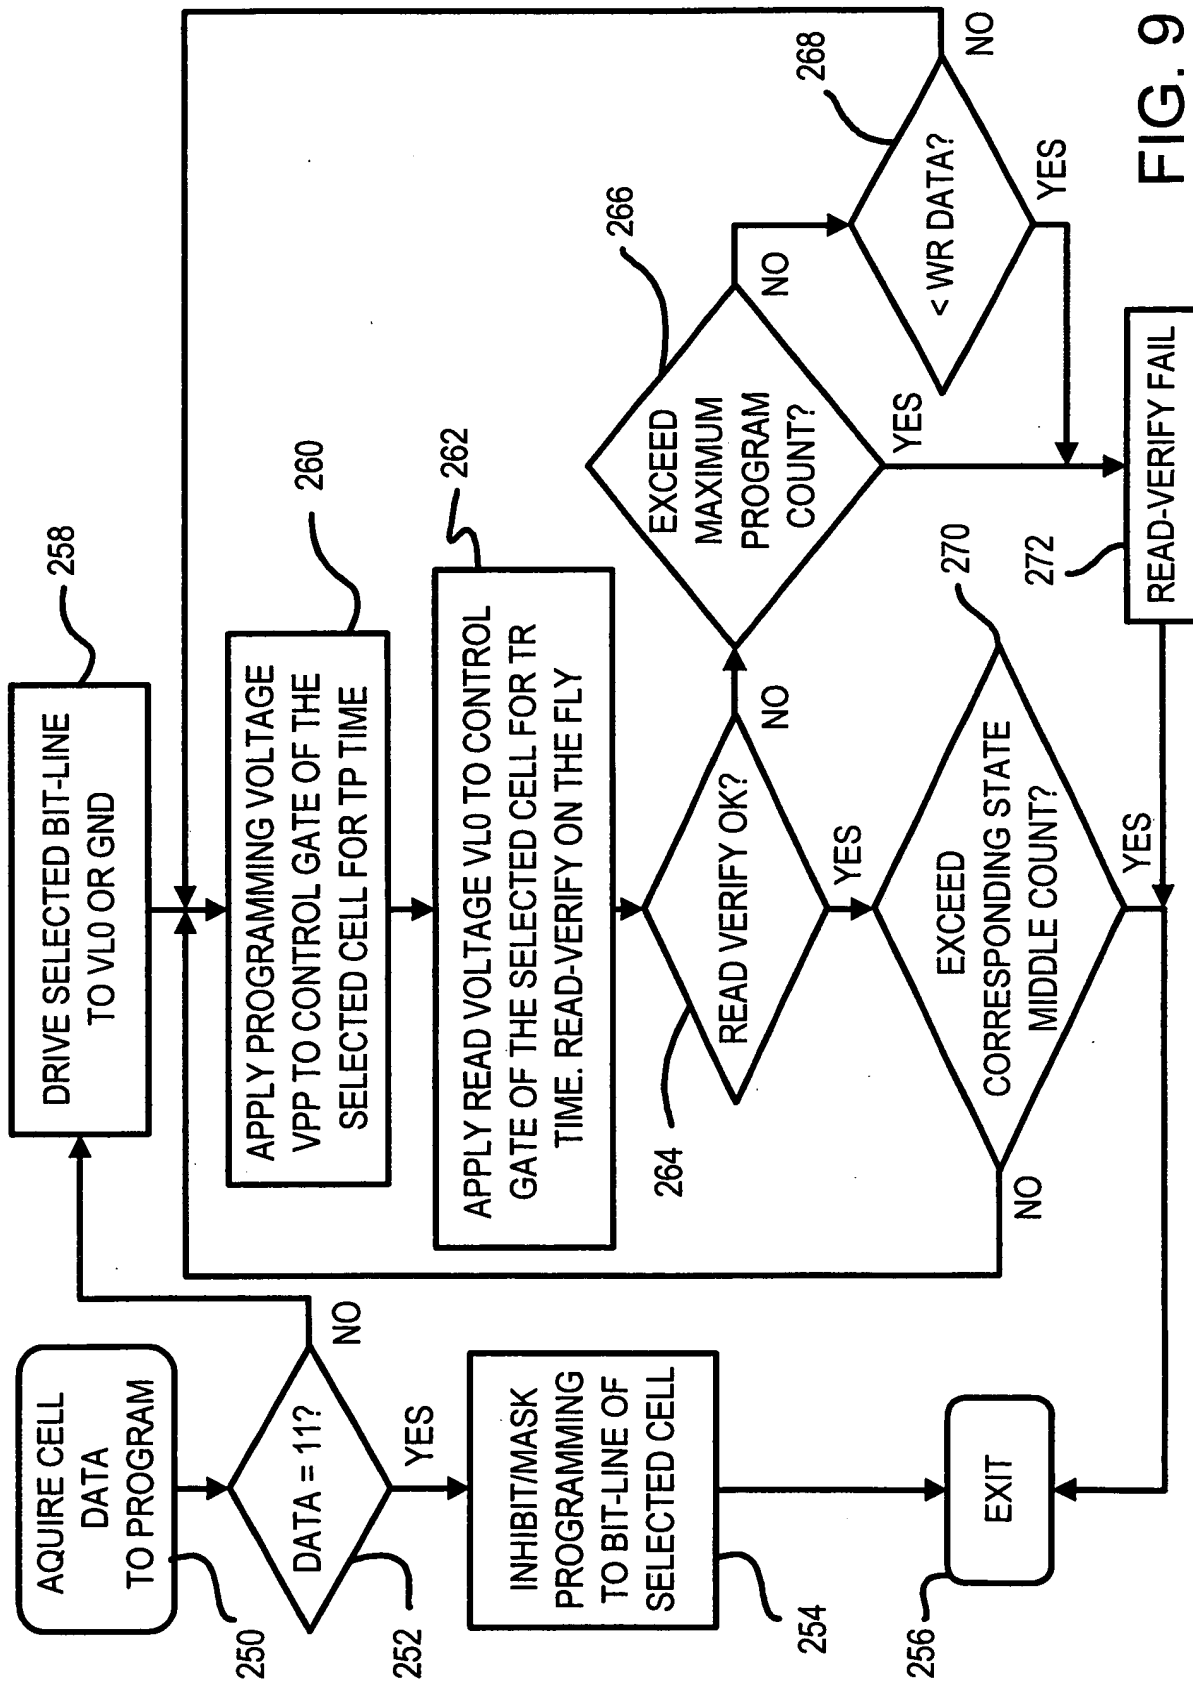 AQUIRE CELL
DATA
TO PROGRAM
250
DATA = 11?
252
NO
YES
INHIBIT/MASK
PROGRAMMING
TO BIT-LINE OF
SELECTED CELL
254
EXIT
256
DRIVE SELECTED BIT-LINE
TO VL0 OR GND
258
APPLY PROGRAMMING VOLTAGE
VPP TO CONTROL GATE OF THE
SELECTED CELL FOR TP TIME
260
APPLY READ VOLTAGE VL0 TO CONTROL
GATE OF THE SELECTED CELL FOR TR
TIME. READ-VERIFY ON THE FLY
262
READ VERIFY OK?
264
NO
YES
EXCEED
CORRESPONDING STATE
MIDDLE COUNT?
270
NO
YES
EXCEED
MAXIMUM
PROGRAM
COUNT?
266
NO
YES
< WR DATA?
268
NO
YES
READ-VERIFY FAIL
272
FIG. 9